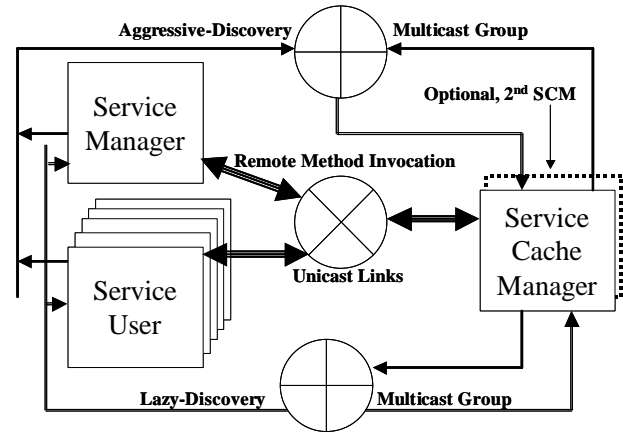 Aggressive-Discovery
Multicast Group
Optional, 2nd SCM
Service
Manager
Remote Method Invocation
Service
Cache
Manager
Service
User
Unicast Links
Lazy-Discovery
Multicast Group